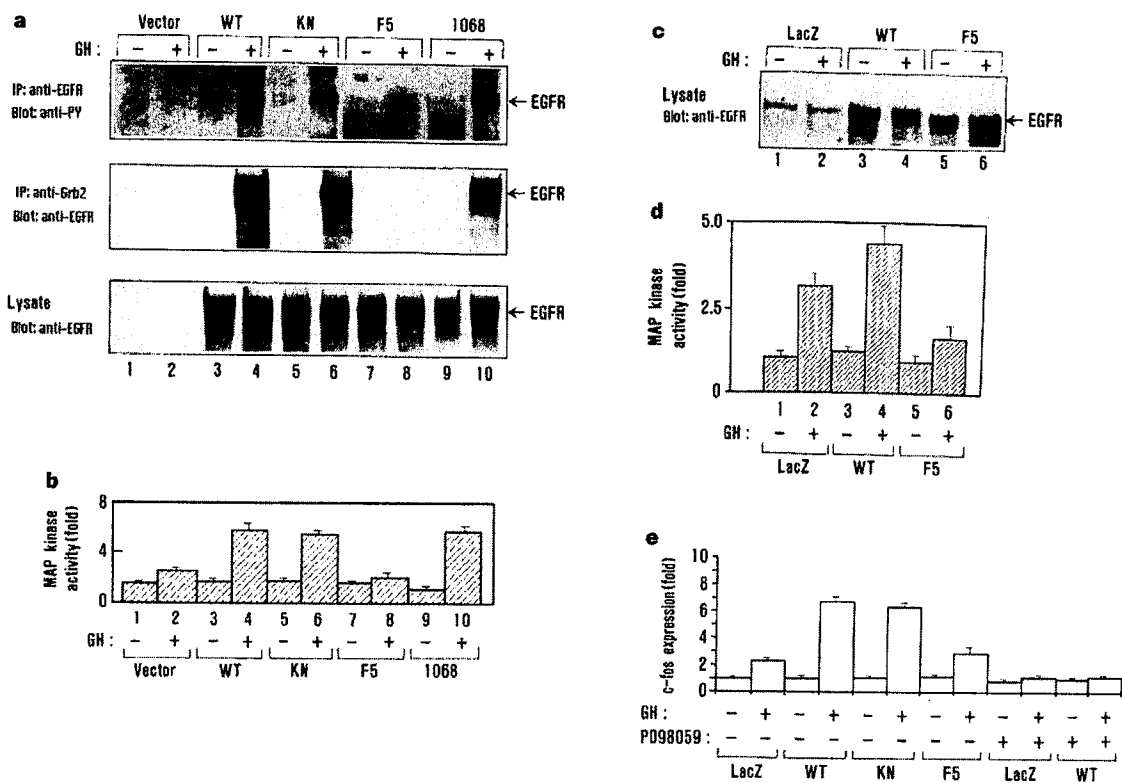 a
Vector WT KN F5 1068
GH : − + − + − + − + − +
IP: anti-EGFR
Blot: anti-PY
← EGFR
IP: anti-Grb2
Blot: anti-EGFR
← EGFR
Lysate
Blot: anti-EGFR
← EGFR
1 2 3 4 5 6 7 8 9 10
b
MAP kinase
activity(fold)
8
4
0
1 2 3 4 5 6 7 8 9 10
GH : − + − + − + − + − +
Vector WT KN F5 1068
c
LacZ WT F5
GH : − + − + − +
Lysate
Blot: anti-EGFR
← EGFR
1 2 3 4 5 6
d
MAP kinase
activity(fold)
5.0
2.5
0
1 2 3 4 5 6
GH : − + − + − +
LacZ WT F5
e
c-fos expression(fold)
10
8
6
4
2
0
GH : − + − + − + − + − + − +
PD98059 : − − − − − − − − + + + +
LacZ WT KN F5 LacZ WT